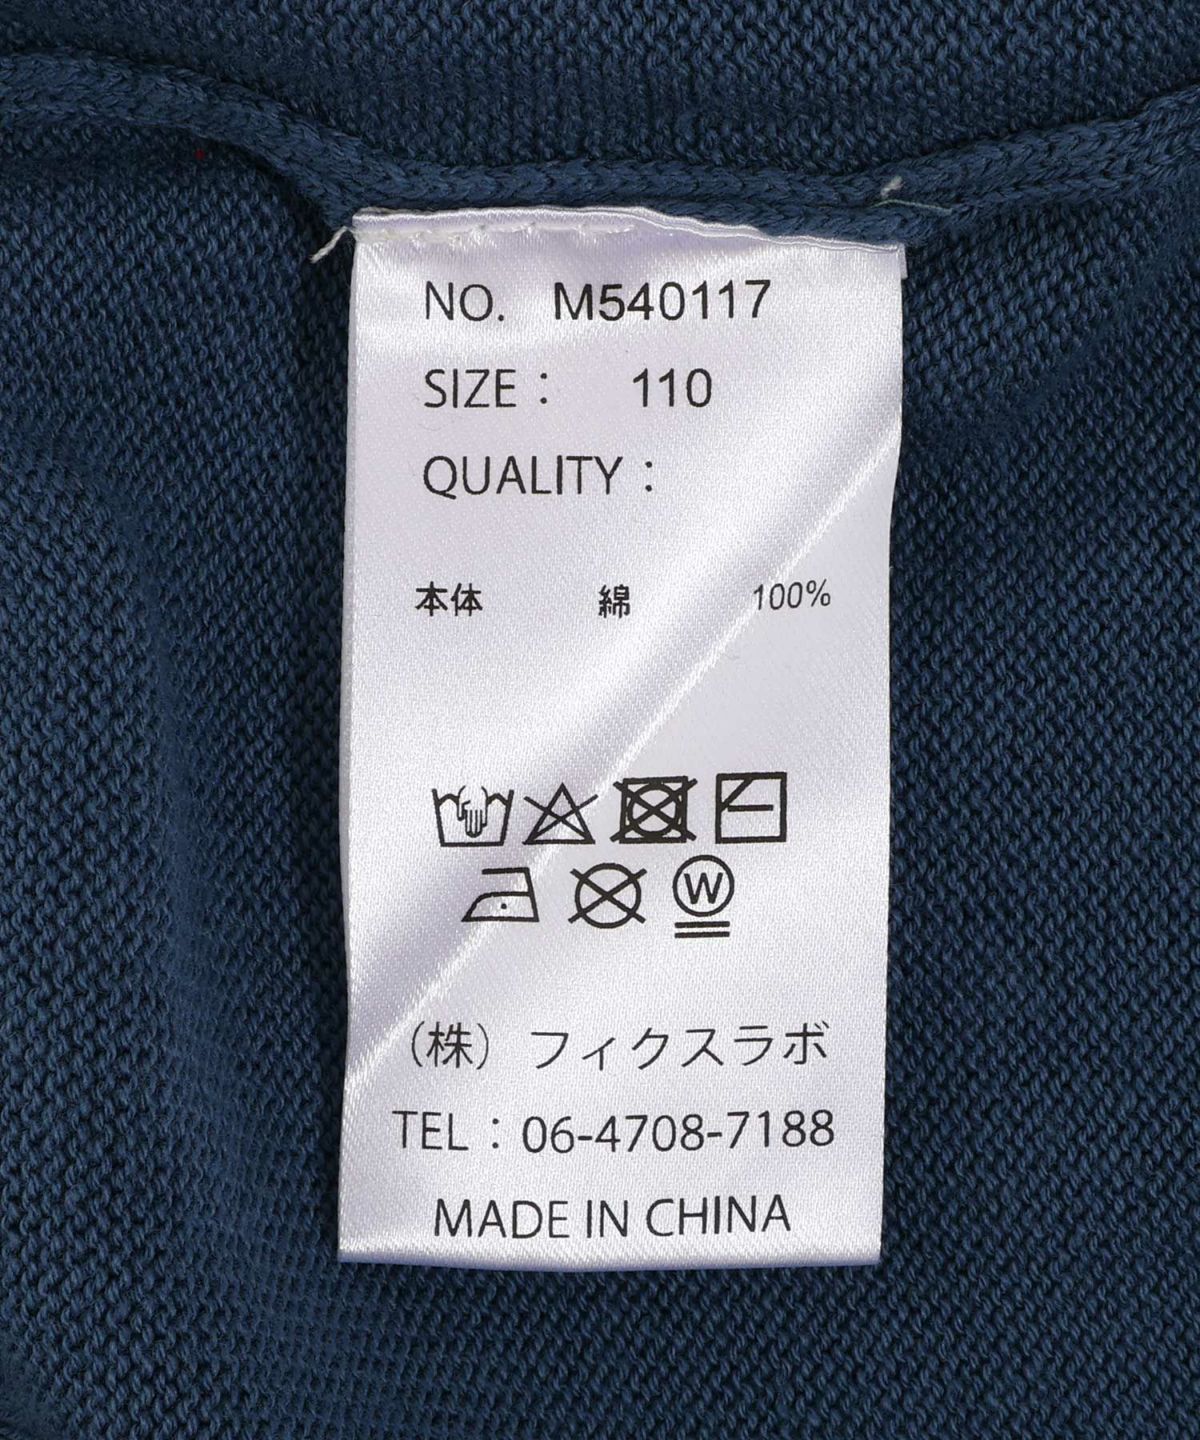 NO. M540117
SIZE： 110
QUALITY：
本体 綿 100%
W
(株) フィクスラボ
TEL：06-4708-7188
MADE IN CHINA